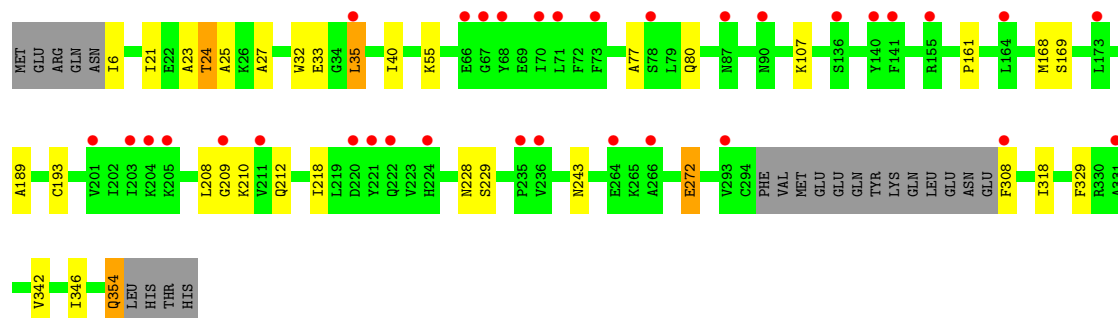 MET GLU ARG GLN ASN I6 I21 E22 A23 T24 A25 K26 A27 W32 E33 G34 L35 I40 K55 E66 G67 Y68 E69 I70 L71 F72 F73 A77 S78 L79 Q80 N87 N90 K107 S136 Y140 F141 R155 P161 L164 M168 S169 L173
A189 C193 V201 I202 I203 K204 K205 L208 G209 K210 V211 Q212 I218 L219 D220 Y221 Q222 V223 H224 N228 S229 P235 V236 N243 E264 K265 A266 E272 V293 C294 PHE VAL MET GLU GLU GLN TYR LYS GLN LEU GLU ASN GLU F308 I318 F329 R330 A331
V342 I346 Q354 LEU HIS THR HIS